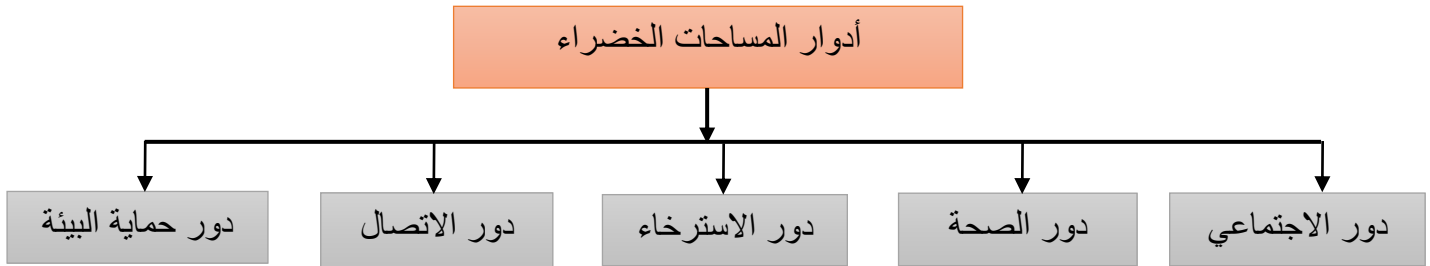 أدوار المساحات الخضراء
دور الاجتماعي
دور الصحة
دور الاسترخاء
دور الاتصال
دور حماية البيئة